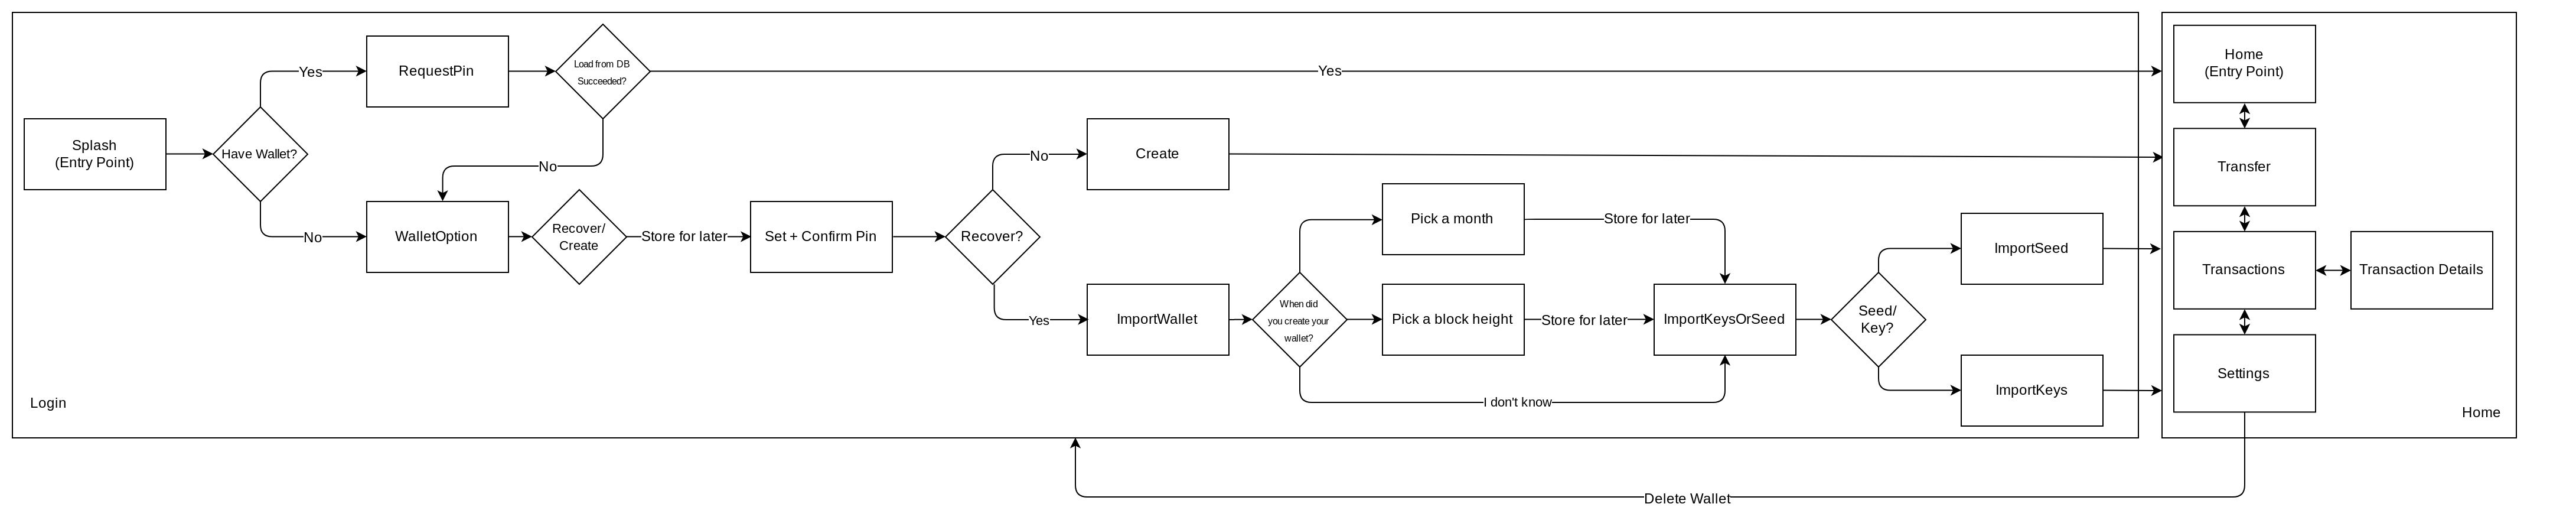 Splash
(Entry Point)
Have Wallet?
Yes
RequestPin
Load from DB
Succeeded?
Yes
No
No
WalletOption
Recover/
Create
Store for later
Set + Confirm Pin
Recover?
No
Create
Yes
ImportWallet
When did
you create your
wallet?
Pick a month
Store for later
Pick a block height
Store for later
I don't know
ImportKeysOrSeed
Seed/
Key?
ImportSeed
ImportKeys
Login
Home
(Entry Point)
Transfer
Transactions
Transaction Details
Settings
Home
Delete Wallet